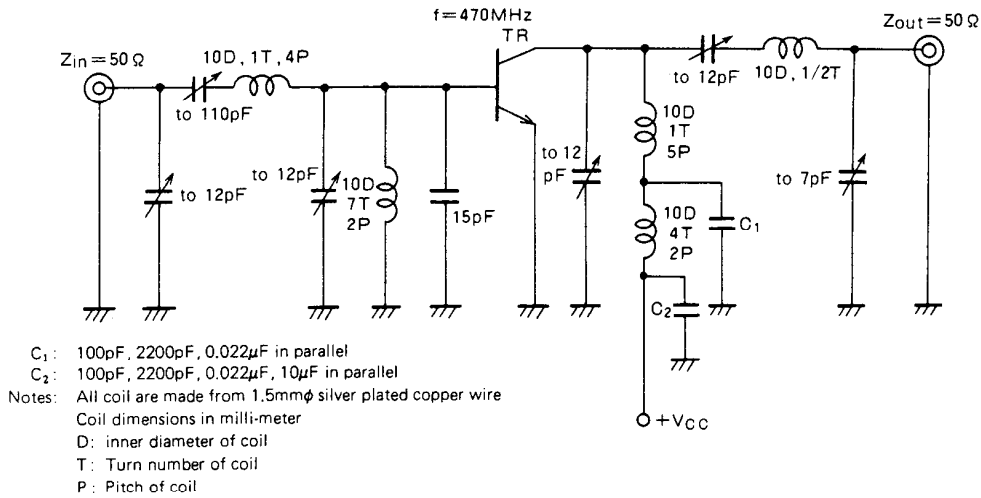 f=470MHz
TR
Zin=50Ω
Zout=50Ω
10D, 1T, 4P
to 110pF
to 12pF
10D, 1/2T
to 12pF
to 12pF
10D
7T
2P
15pF
to 12
pF
10D
1T
5P
10D
4T
2P
C1
C2
to 7pF
+VCC
C1: 100pF, 2200pF, 0.022μF in parallel
C2: 100pF, 2200pF, 0.022μF, 10μF in parallel
Notes: All coil are made from 1.5mmϕ silver plated copper wire
Coil dimensions in milli-meter
D: inner diameter of coil
T: Turn number of coil
P: Pitch of coil